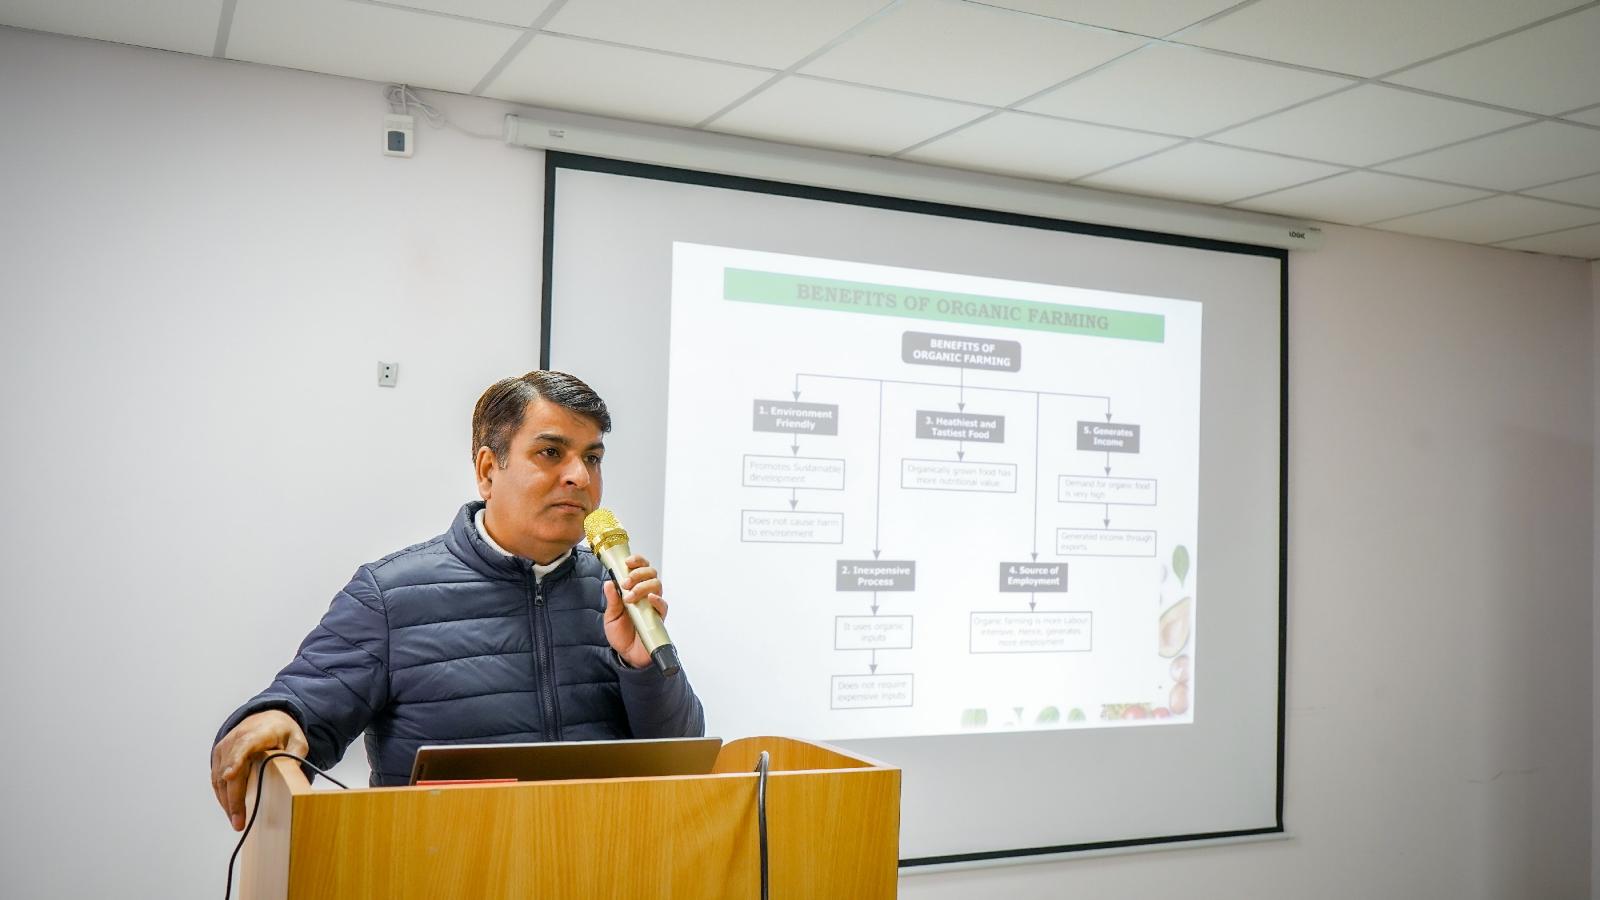 LOGIC
BENEFITS OF ORGANIC FARMING
BENEFITS OF
ORGANIC FARMING
1. Environment
Friendly
Promotes Sustainable
development
Does not cause harm
to environment
2. Inexpensive
Process
It uses organic
inputs
Does not require
expensive inputs
3. Heathiest and
Tastiest Food
Organically grown food has
more nutritional value
4. Source of
Employment
Organic farming is more Labour
intensive. Hence, generates
more employment
5. Generates
Income
Demand for organic food
is very high
Generated income through
exports